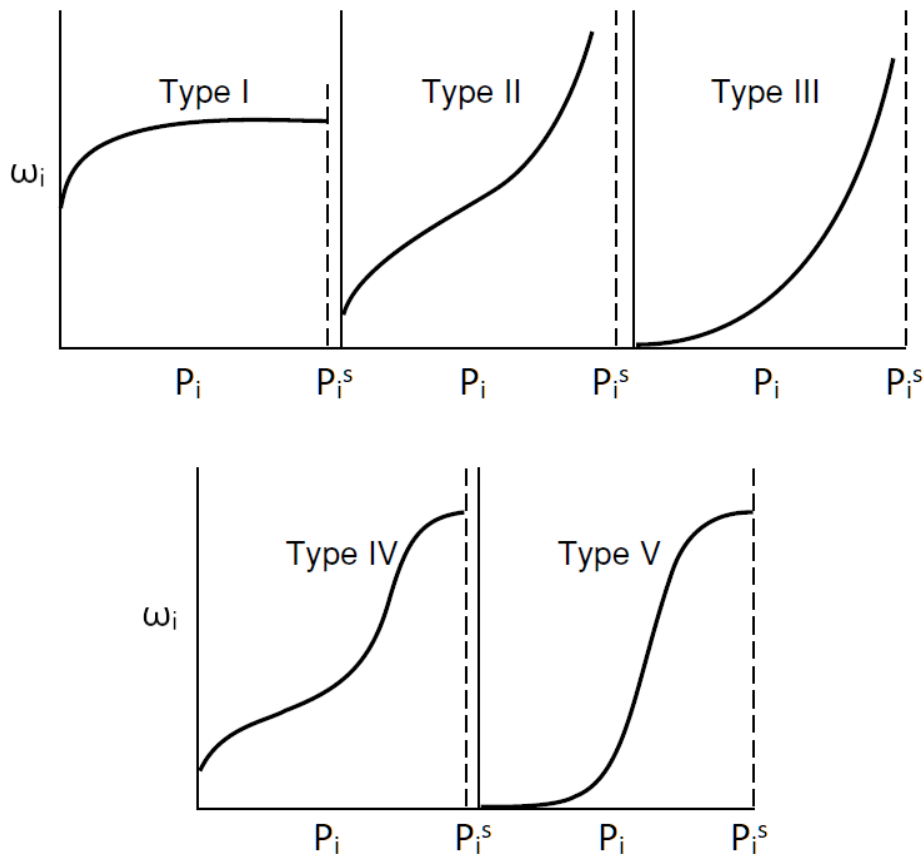 Type I Type II Type III
ωᵢ
Pᵢ Pᵢˢ Pᵢ Pᵢˢ Pᵢ Pᵢˢ
Type IV Type V
ωᵢ
Pᵢ Pᵢˢ Pᵢ Pᵢˢ